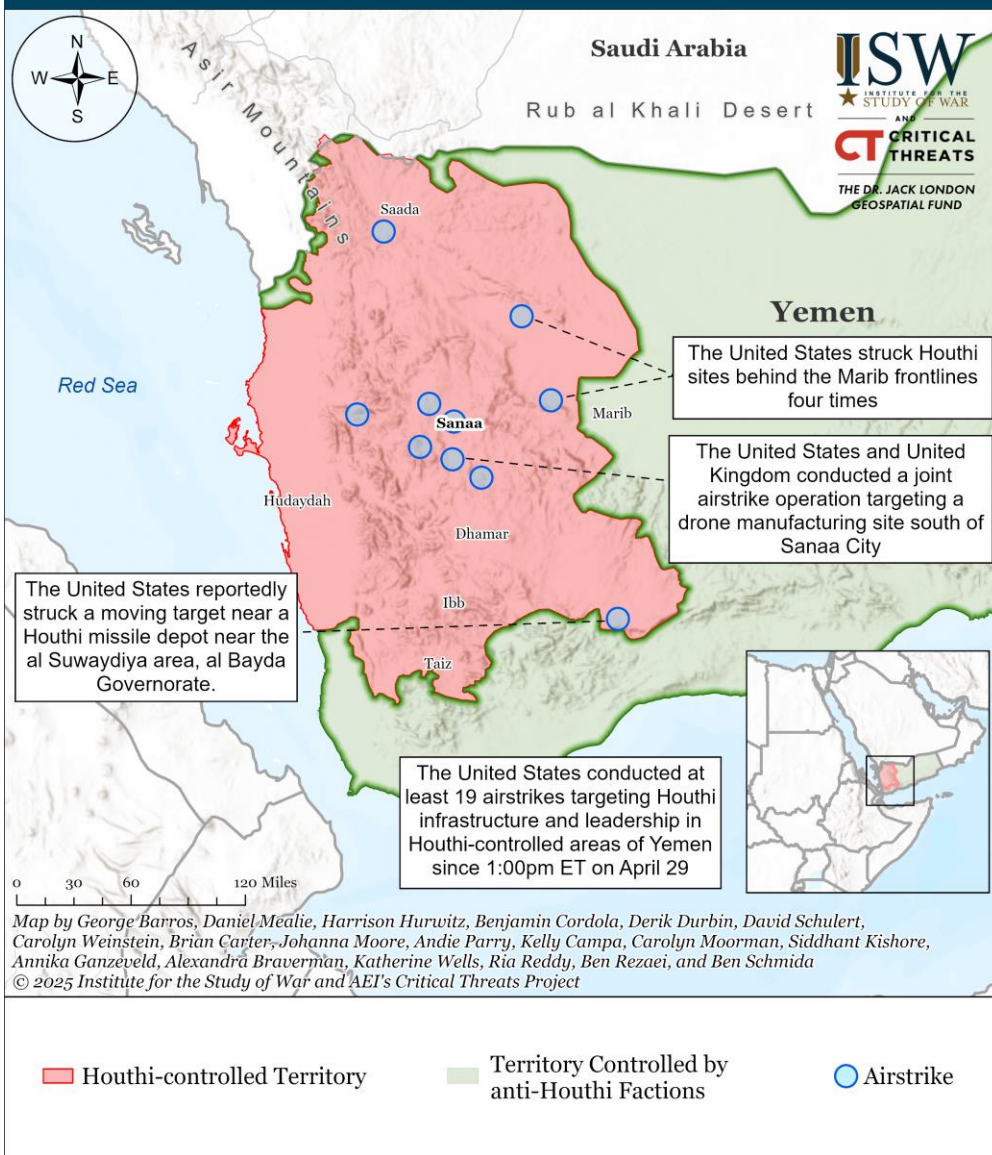 N
W
E
S
Asir Mountains
Saudi Arabia
Rub al Khali Desert
ISW
INSTITUTE FOR THE
STUDY OF WAR
AND
CT CRITICAL
THREATS
THE DR. JACK LONDON
GEOSPATIAL FUND
Saada
Yemen
Red Sea
The United States struck Houthi
sites behind the Marib frontlines
four times
Marib
Sanaa
The United States and United
Kingdom conducted a joint
airstrike operation targeting a
drone manufacturing site south of
Sanaa City
Hudaydah
Dhamar
The United States reportedly
struck a moving target near a
Houthi missile depot near the
al Suwaydiya area, al Bayda
Governorate.
Ibb
Taiz
The United States conducted at
least 19 airstrikes targeting Houthi
infrastructure and leadership in
Houthi-controlled areas of Yemen
since 1:00pm ET on April 29
0 30 60 120 Miles
Map by George Barros, Daniel Mealie, Harrison Hurwitz, Benjamin Cordola, Derik Durbin, David Schulert,
Carolyn Weinstein, Brian Carter, Johanna Moore, Andie Parry, Kelly Campa, Carolyn Moorman, Siddhant Kishore,
Annika Ganzeveld, Alexandra Braverman, Katherine Wells, Ria Reddy, Ben Rezaei, and Ben Schmida
© 2025 Institute for the Study of War and AEI's Critical Threats Project
Houthi-controlled Territory
Territory Controlled by
anti-Houthi Factions
Airstrike